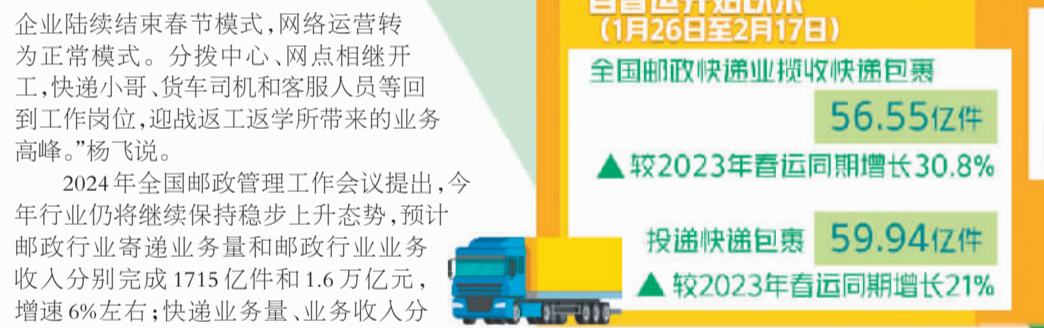 企业陆续结束春节模式,网络运营转
为正常模式。分拨中心、网点相继开
工,快递小哥、货车司机和客服人员等回
到工作岗位,迎战返工返学所带来的业务
高峰。”杨飞说。
2024年全国邮政管理工作会议提出,今
年行业仍将继续保持稳步上升态势,预计
邮政行业寄递业务量和邮政行业业务
收入分别完成1715亿件和1.6万亿元,
增速6%左右;快递业务量、业务收入分
自春运开始以来
(1月26日至2月17日)
全国邮政快递业揽收快递包裹
56.55亿件
▲较2023年春运同期增长30.8%
投递快递包裹 59.94亿件
▲较2023年春运同期增长21%